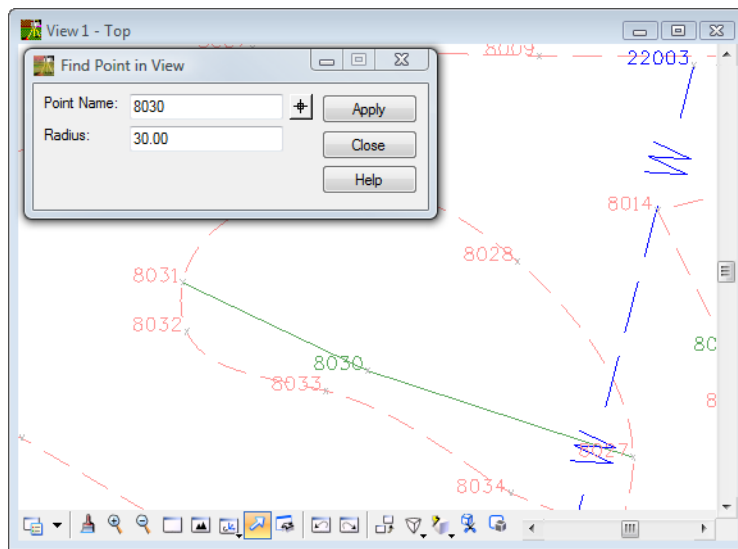 View 1 - Top
8009
22003
Find Point in View
Point Name: 8030
Apply
Radius: 30.00
Close
Help
8014
8028
8031
8032
8030
8033
8027
8034